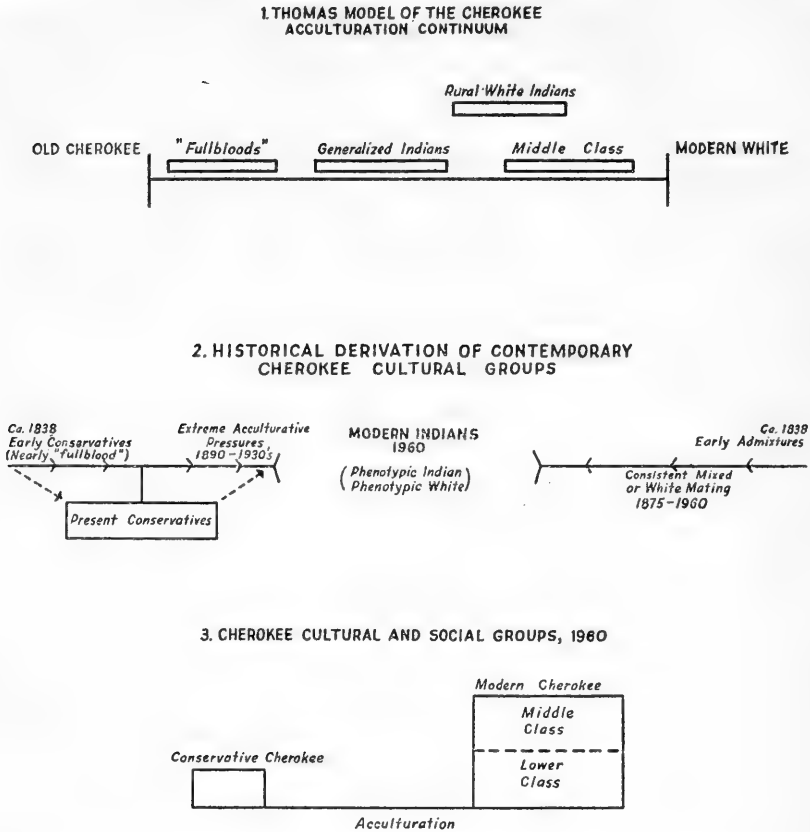 1. THOMAS MODEL OF THE CHEROKEE
ACCULTURATION CONTINUUM
Rural White Indians
OLD CHEROKEE
"Fullbloods"
Generalized Indians
Middle Class
MODERN WHITE
2. HISTORICAL DERIVATION OF CONTEMPORARY
CHEROKEE CULTURAL GROUPS
Ca. 1838
Early Conservatives
(Nearly "fullblood")
Extreme Acculturative
Pressures,
1890-1930's
MODERN INDIANS
1960
(Phenotypic Indian
Phenotypic White)
Ca. 1838
Early Admixtures
Consistent Mixed
or White Mating
1875-1960
Present Conservatives
3. CHEROKEE CULTURAL AND SOCIAL GROUPS, 1960
Modern Cherokee
Middle
Class
Conservative Cherokee
Lower
Class
Acculturation